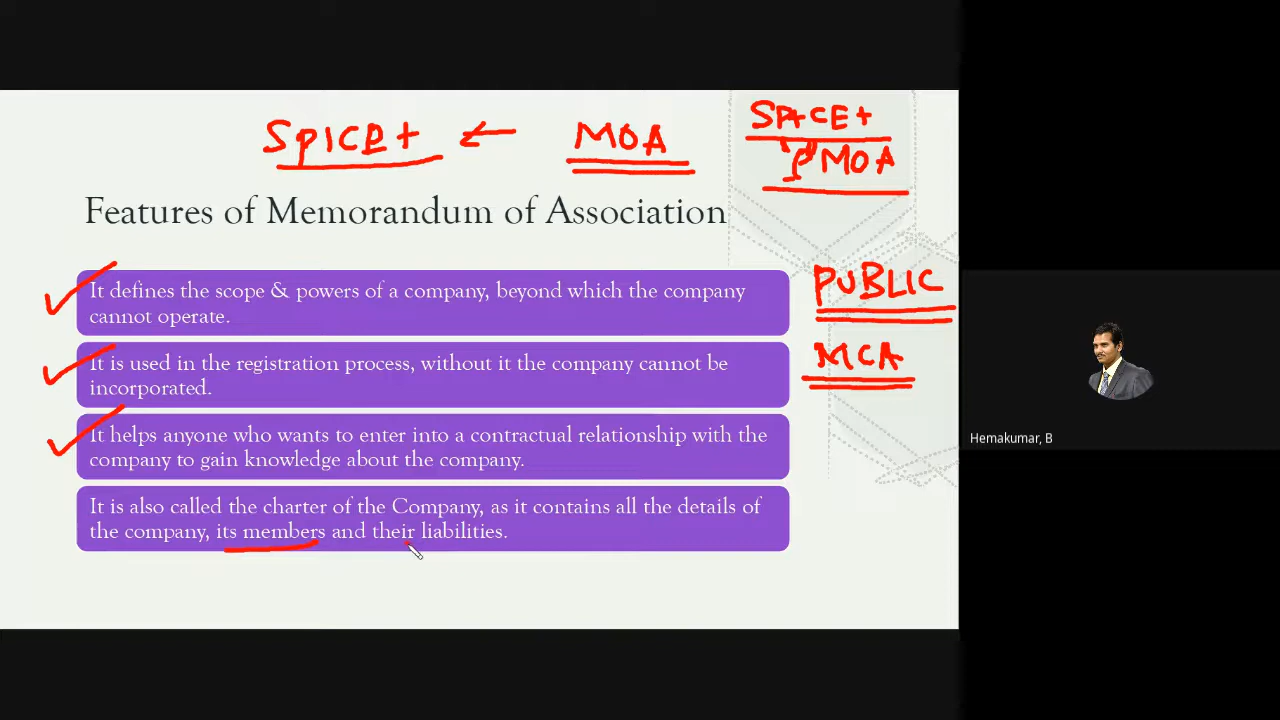 SPICE+ ← MOA
SPICE+
MOA
Features of Memorandum of Association
It defines the scope & powers of a company, beyond which the company
cannot operate.
PUBLIC
It is used in the registration process, without it the company cannot be
incorporated.
MCA
It helps anyone who wants to enter into a contractual relationship with the
company to gain knowledge about the company.
Hemakumar, B
It is also called the charter of the Company, as it contains all the details of
the company, its members and their liabilities.